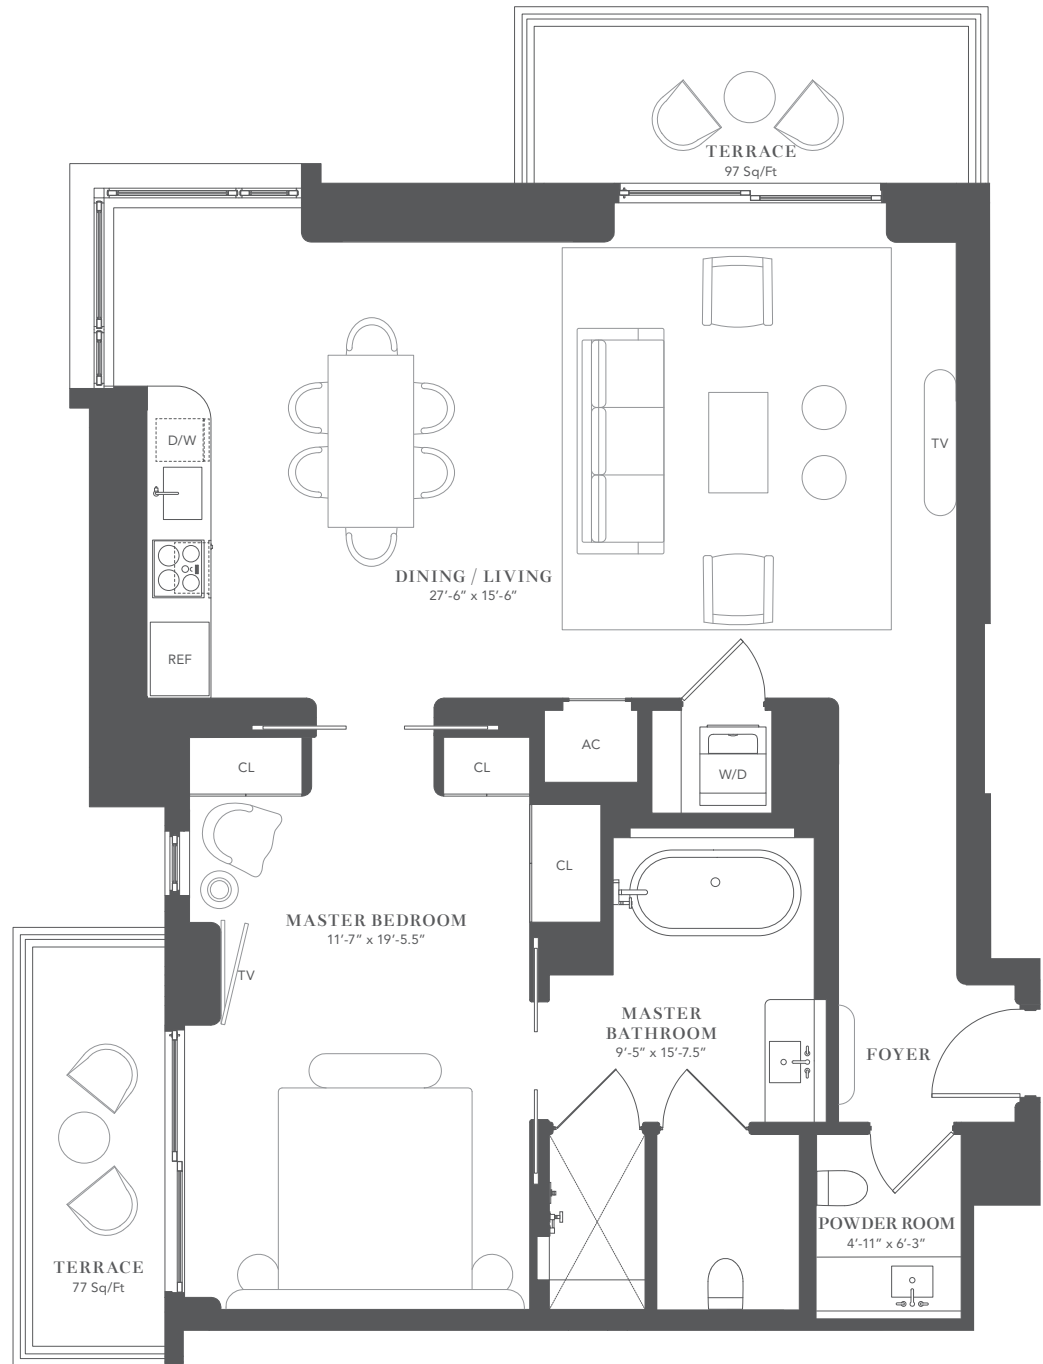 TERRACE
97 Sq/Ft
D/W
TV
DINING / LIVING
27'-6" x 15'-6"
REF
AC
CL
CL
W/D
CL
MASTER BEDROOM
11'-7" x 19'-5.5"
TV
MASTER
BATHROOM
9'-5" x 15'-7.5"
FOYER
POWDER ROOM
4'-11" x 6'-3"
TERRACE
77 Sq/Ft